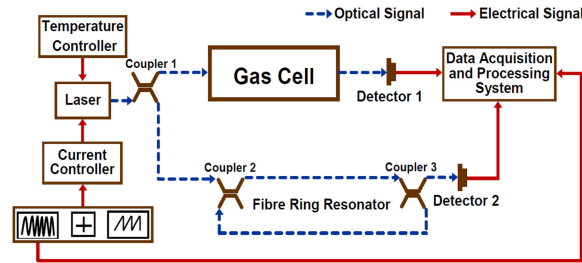 Optical Signal
Electrical Signal
Temperature
Controller
Coupler 1
Gas Cell
Data Acquisition
and Processing
System
Laser
Detector 1
Current
Controller
Coupler 2
Coupler 3
Fibre Ring Resonator
Detector 2
+